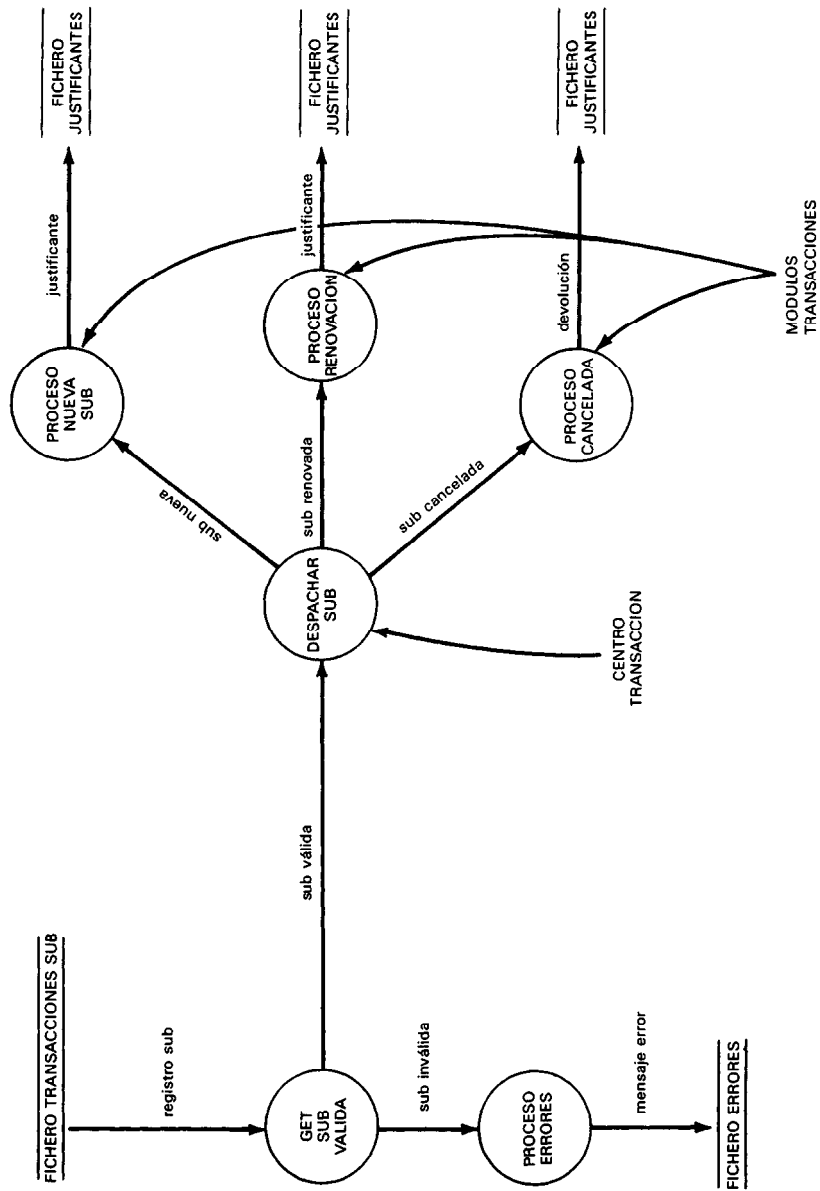 FICHERO TRANSACCIONES SUB
registro sub
GET
SUB
VALIDA
sub inválida
PROCESO
ERRORES
mensaje error
FICHERO ERRORES
sub válida
DESPACHAR
SUB
CENTRO
TRANSACCION
sub nueva
sub renovada
sub cancelada
PROCESO
NUEVA
SUB
PROCESO
RENOVACION
PROCESO
CANCELADA
justificante
justificante
devolución
FICHERO
JUSTIFICANTES
FICHERO
JUSTIFICANTES
FICHERO
JUSTIFICANTES
MODULOS
TRANSACCIONES